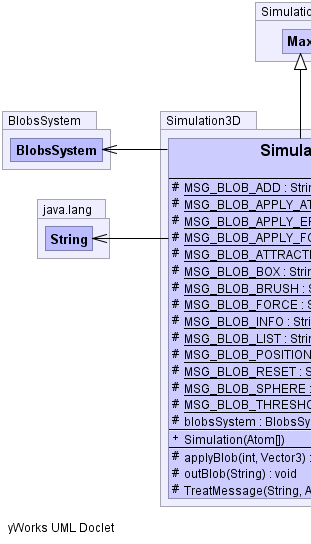 Simulation
Max
BlobsSystem
BlobsSystem
Simulation3D
Simula
java.lang
String
# MSG_BLOB_ADD : Strin
# MSG_BLOB_APPLY_AT
# MSG_BLOB_APPLY_EF
# MSG_BLOB_APPLY_FO
# MSG_BLOB_ATTRACTI
# MSG_BLOB_BOX : Strin
# MSG_BLOB_BRUSH : S
# MSG_BLOB_FORCE : S
# MSG_BLOB_INFO : Strin
# MSG_BLOB_LIST : Strin
# MSG_BLOB_POSITION
# MSG_BLOB_RESET : S
# MSG_BLOB_SPHERE :
# MSG_BLOB_THRESHO
# blobsSystem : BlobsSy
+ Simulation(Atom[])
# applyBlob(int, Vector3) :
# outBlob(String) : void
# TreatMessage(String, A
yWorks UML Doclet